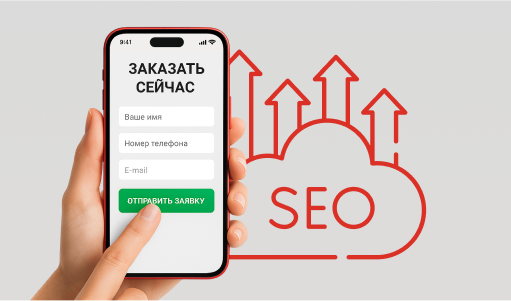 9:41
ЗАКАЗАТЬ
СЕЙЧАС
Ваше имя
Номер телефона
E-mail
ОТПРАВИТЬ ЗАЯВКУ
SEO